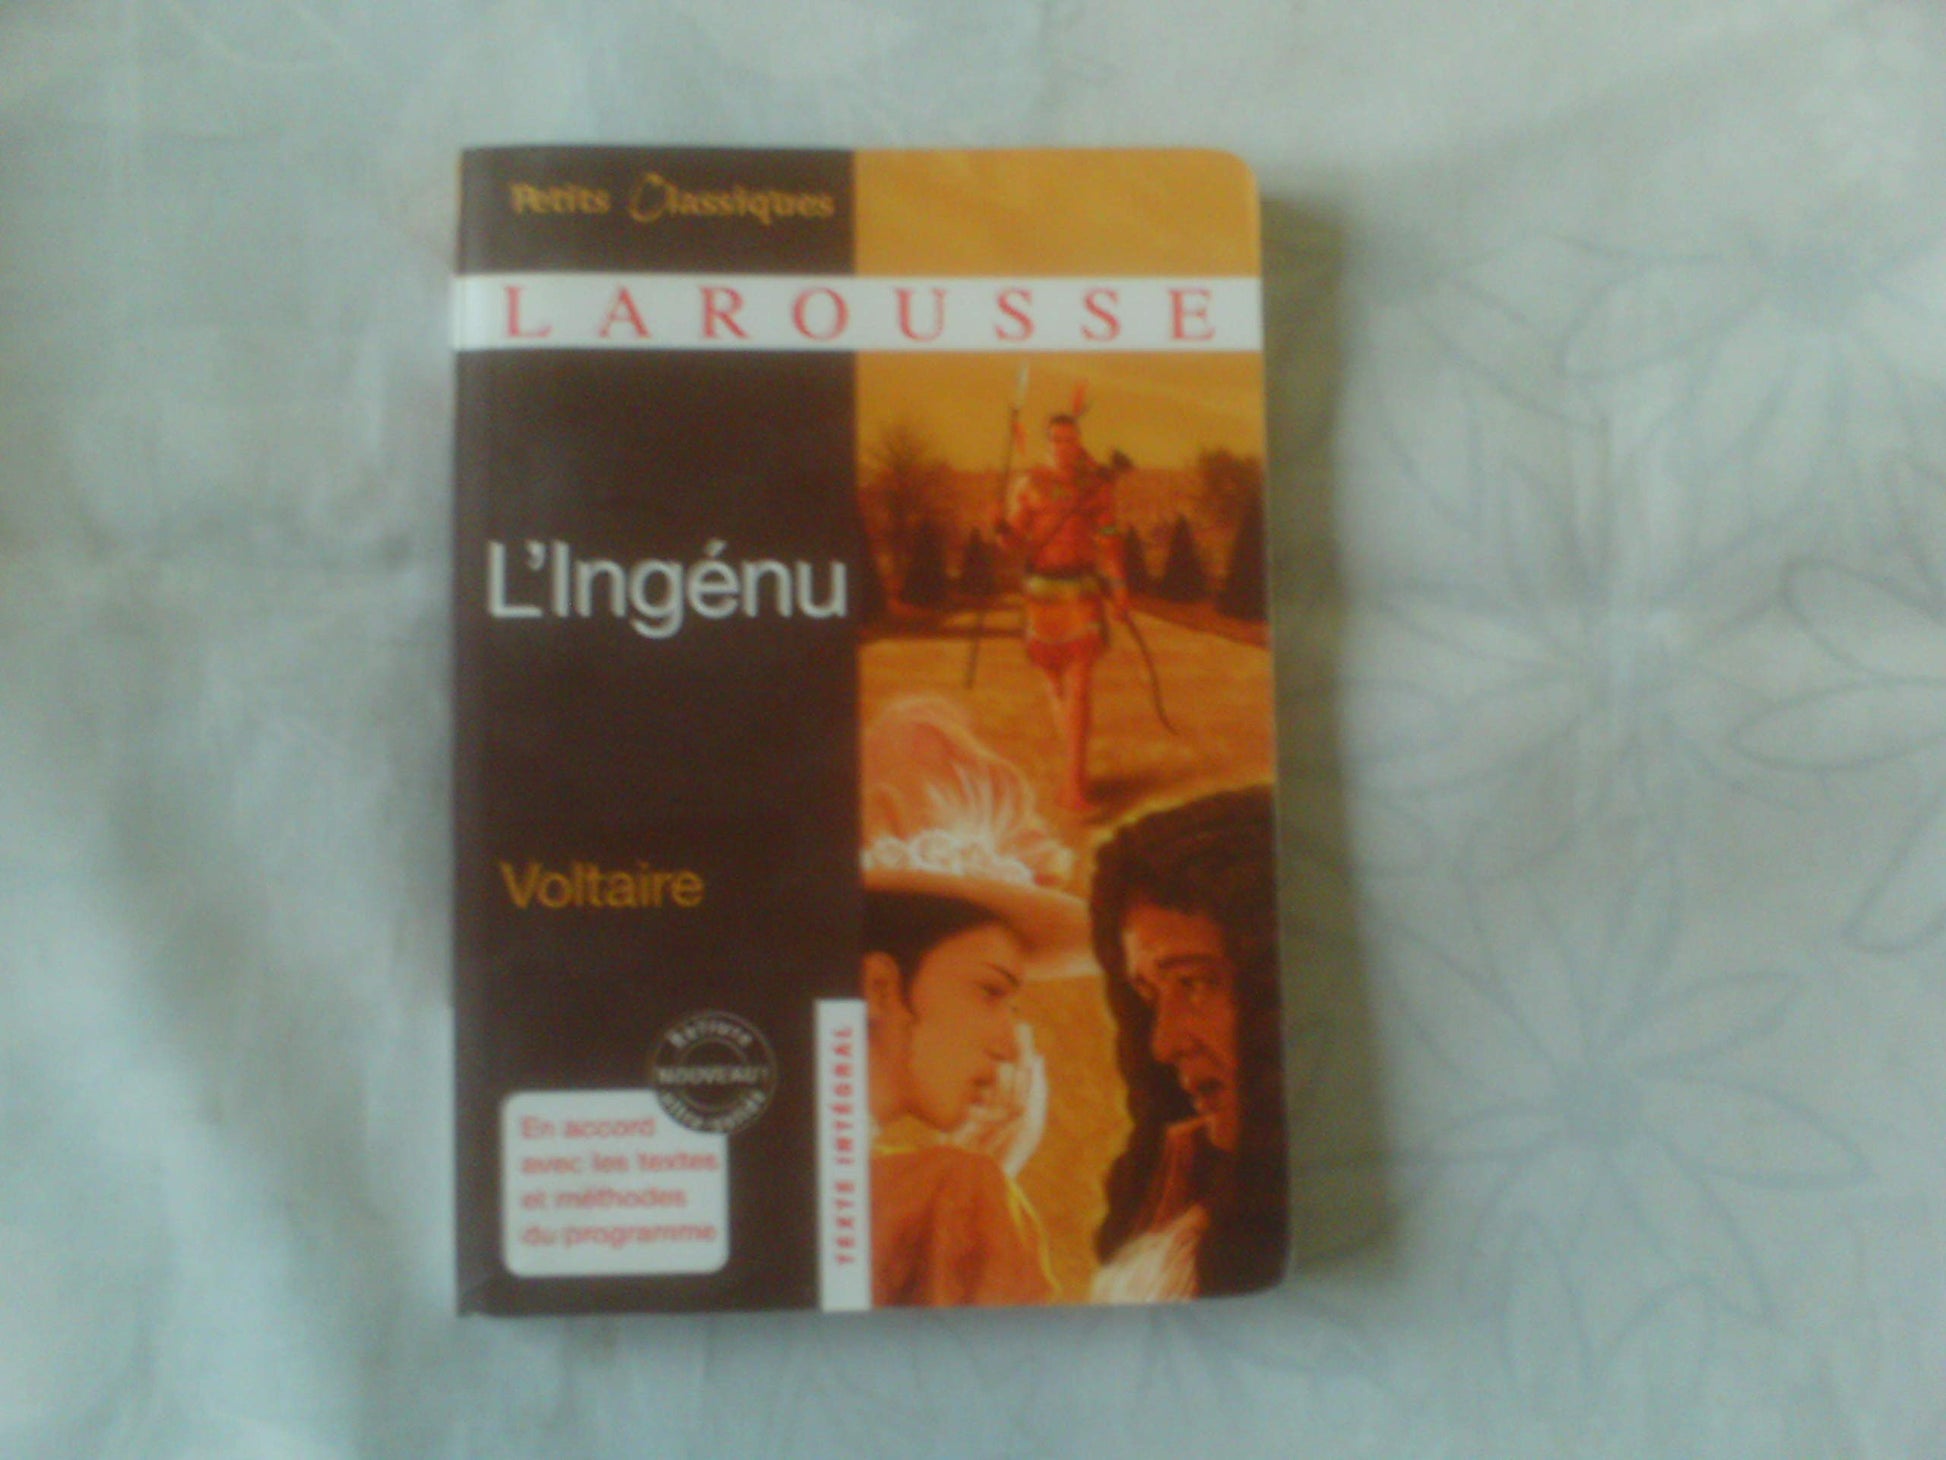 Petits Classiques
LAROUSSE
L'Ingénu
Voltaire
NOUVEAU!
En accord
avec les textes
et méthodes
du programme
TEXTE INTÉGRAL